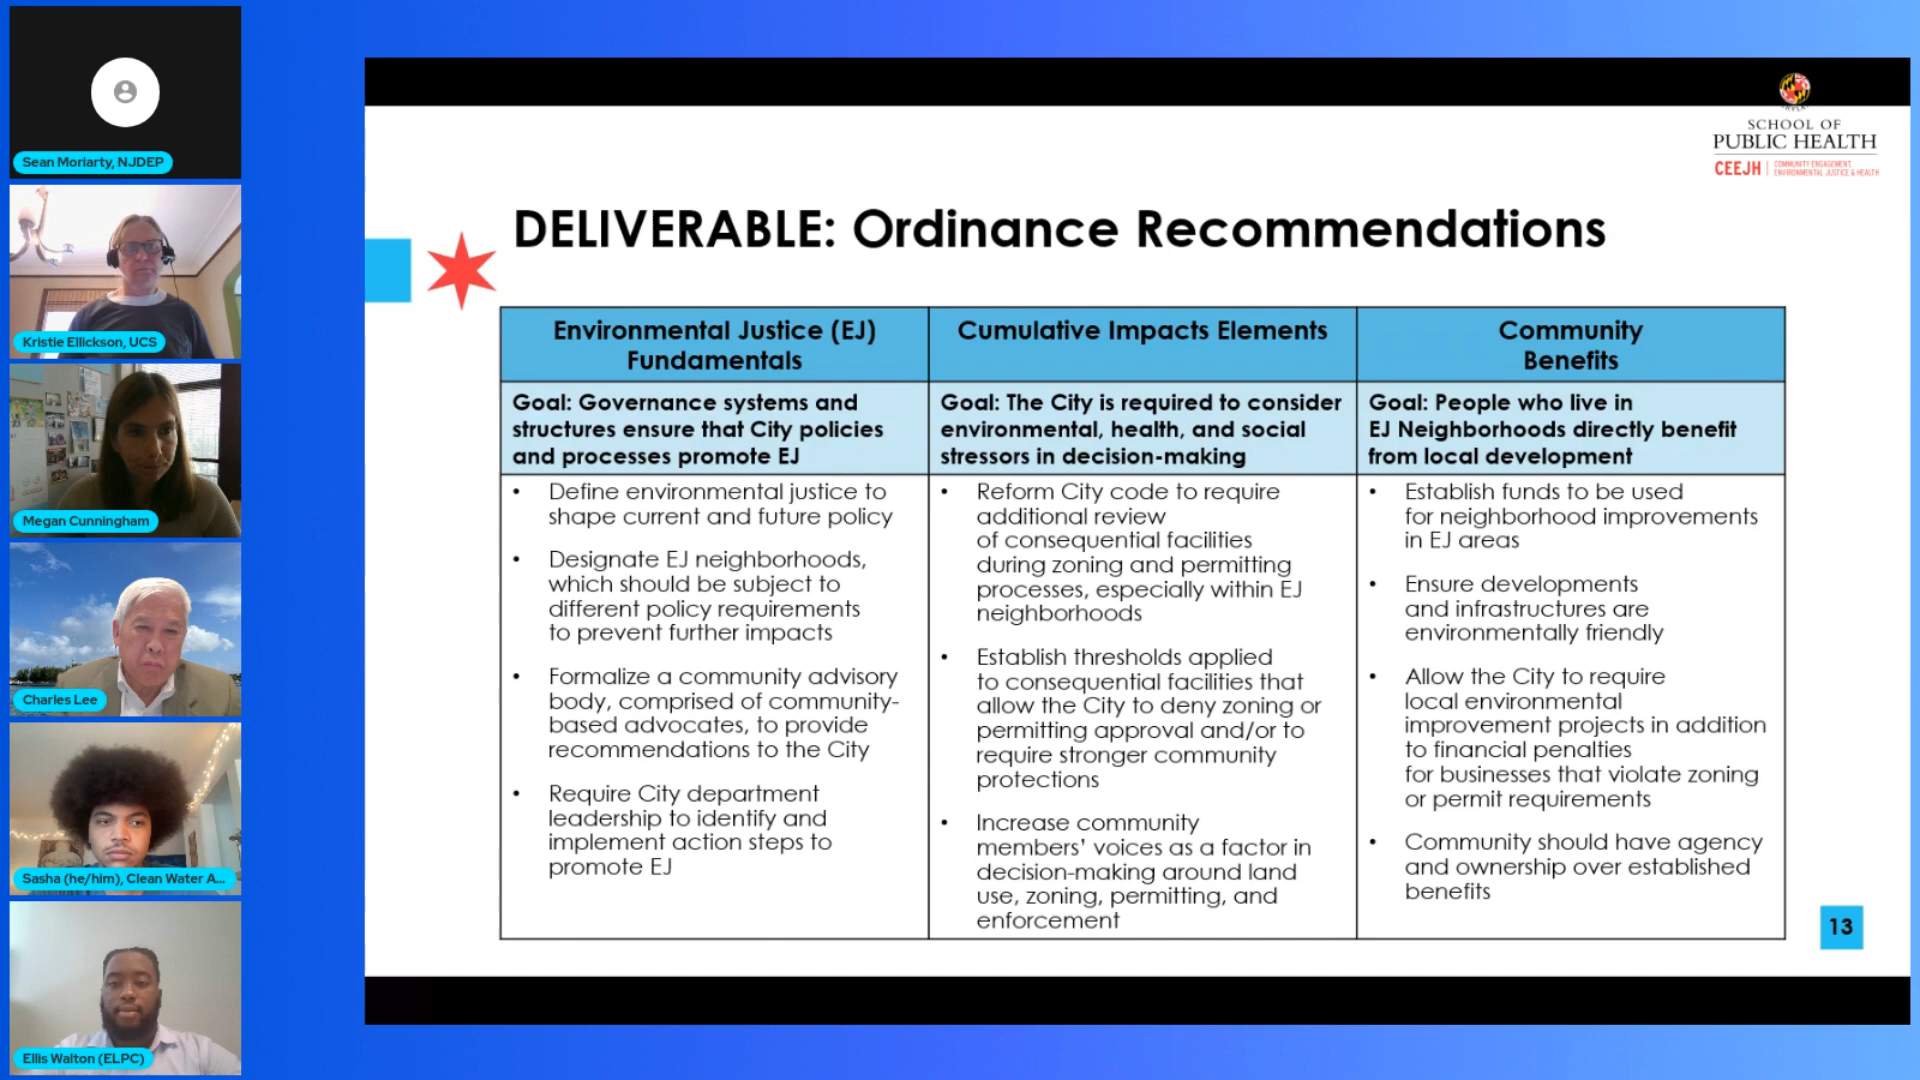 Sean Moriarty, NJDEP
Kristie Ellickson, UCS
Megan Cunningham
Charles Lee
Sasha (he/him), Clean Water A...
Ellis Walton (ELPC)
SCHOOL OF
PUBLIC HEALTH
CEEJH | COMMUNITY ENGAGEMENT,
ENVIRONMENTAL JUSTICE & HEALTH
DELIVERABLE: Ordinance Recommendations
Environmental Justice (EJ)
Fundamentals
Goal: Governance systems and
structures ensure that City policies
and processes promote EJ
• Define environmental justice to
shape current and future policy
• Designate EJ neighborhoods,
which should be subject to
different policy requirements
to prevent further impacts
• Formalize a community advisory
body, comprised of community-
based advocates, to provide
recommendations to the City
• Require City department
leadership to identify and
implement action steps to
promote EJ
Cumulative Impacts Elements
Goal: The City is required to consider
environmental, health, and social
stressors in decision-making
• Reform City code to require
additional review
of consequential facilities
during zoning and permitting
processes, especially within EJ
neighborhoods
• Establish thresholds applied
to consequential facilities that
allow the City to deny zoning or
permitting approval and/or to
require stronger community
protections
• Increase community
members' voices as a factor in
decision-making around land
use, zoning, permitting, and
enforcement
Community
Benefits
Goal: People who live in
EJ Neighborhoods directly benefit
from local development
• Establish funds to be used
for neighborhood improvements
in EJ areas
• Ensure developments
and infrastructures are
environmentally friendly
• Allow the City to require
local environmental
improvement projects in addition
to financial penalties
for businesses that violate zoning
or permit requirements
• Community should have agency
and ownership over established
benefits
13